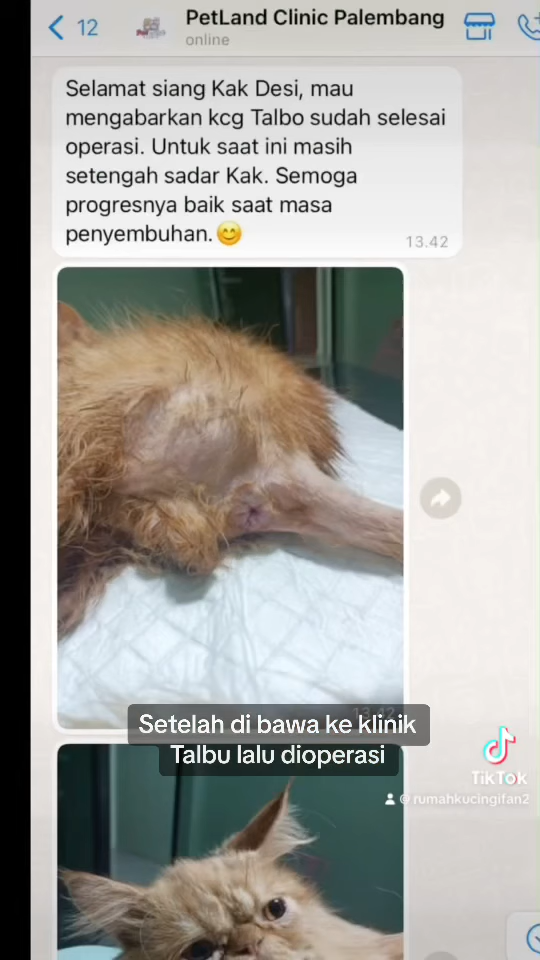 12
PetLand Clinic Palembang
online
Selamat siang Kak Desi, mau
mengabarkan kcg Talbo sudah selesai
operasi. Untuk saat ini masih
setengah sadar Kak. Semoga
progresnya baik saat masa
penyembuhan.😊
13.42
13.42
Setelah di bawa ke klinik
Talbu lalu dioperasi
TikTok
@rumahkucingifan2